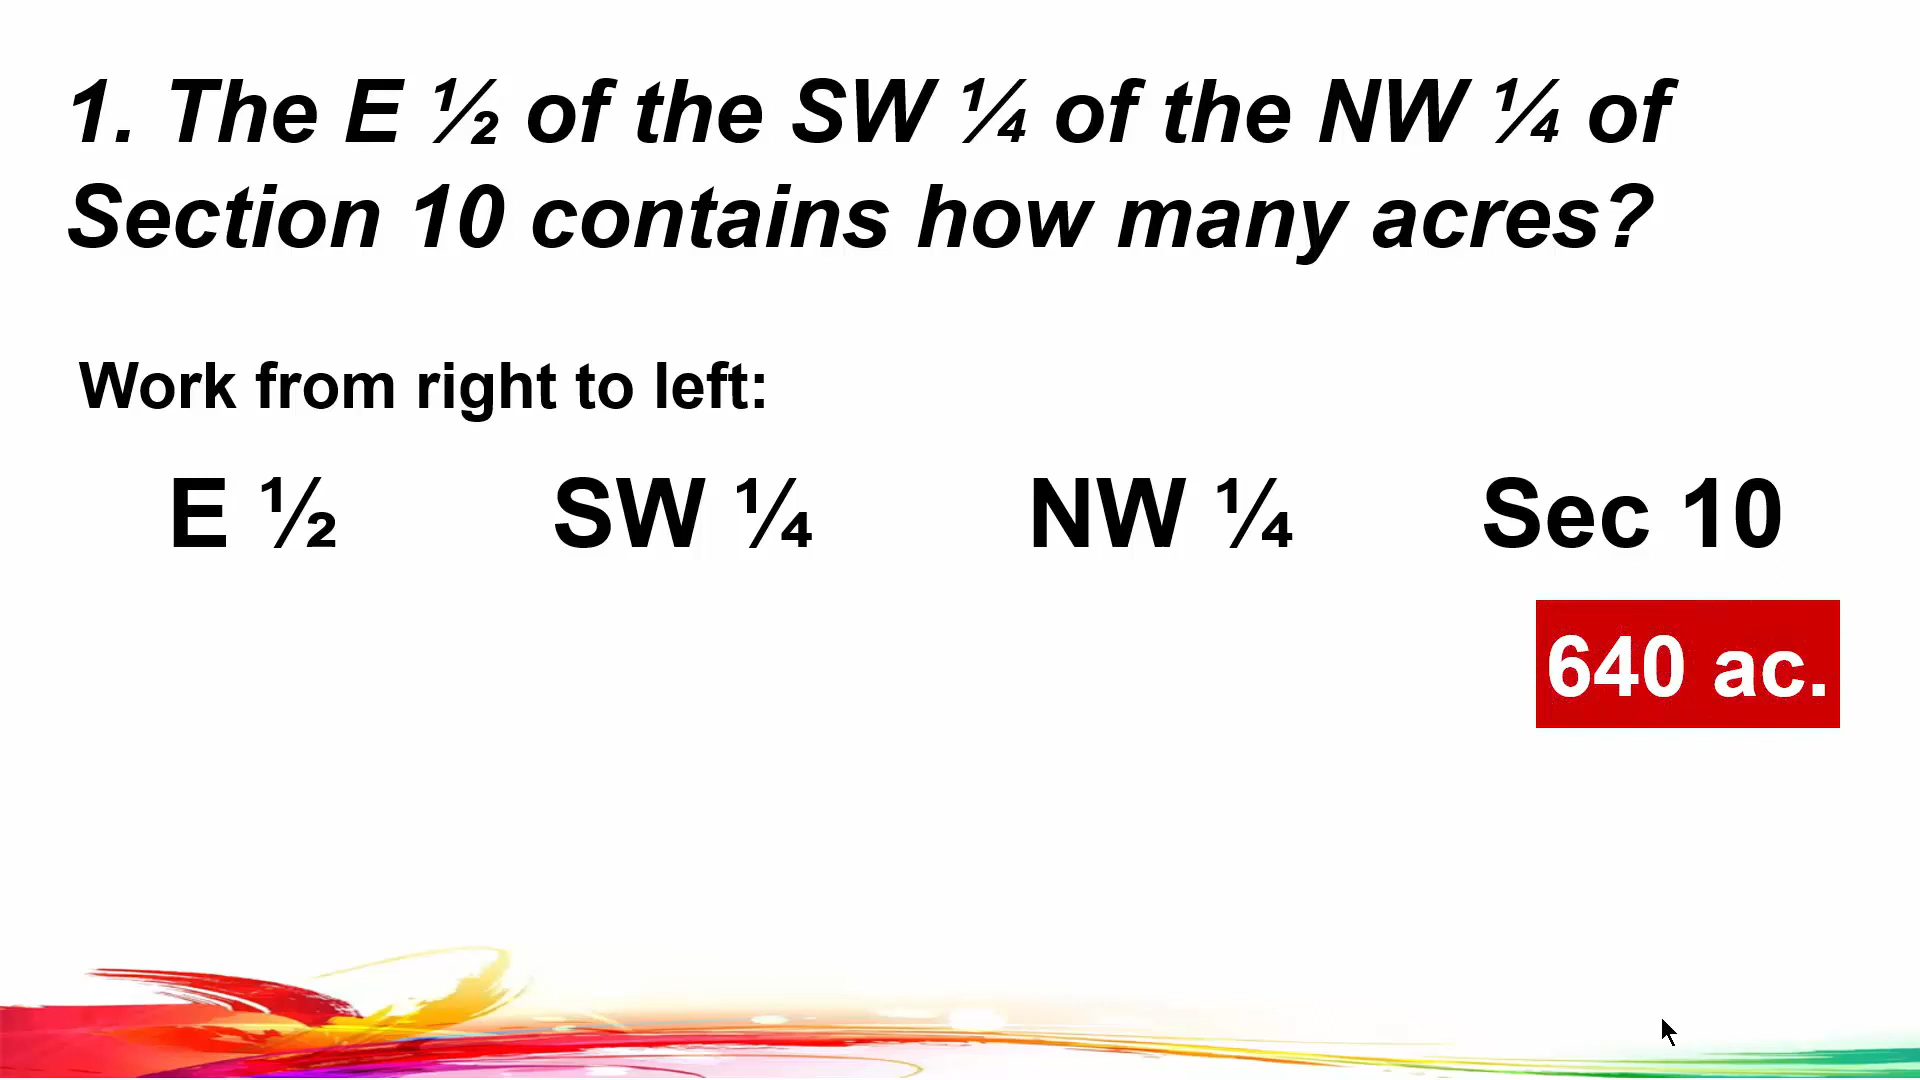 1. The E ½ of the SW ¼ of the NW ¼ of
Section 10 contains how many acres?
Work from right to left:
E ½ SW ¼ NW ¼ Sec 10
640 ac.